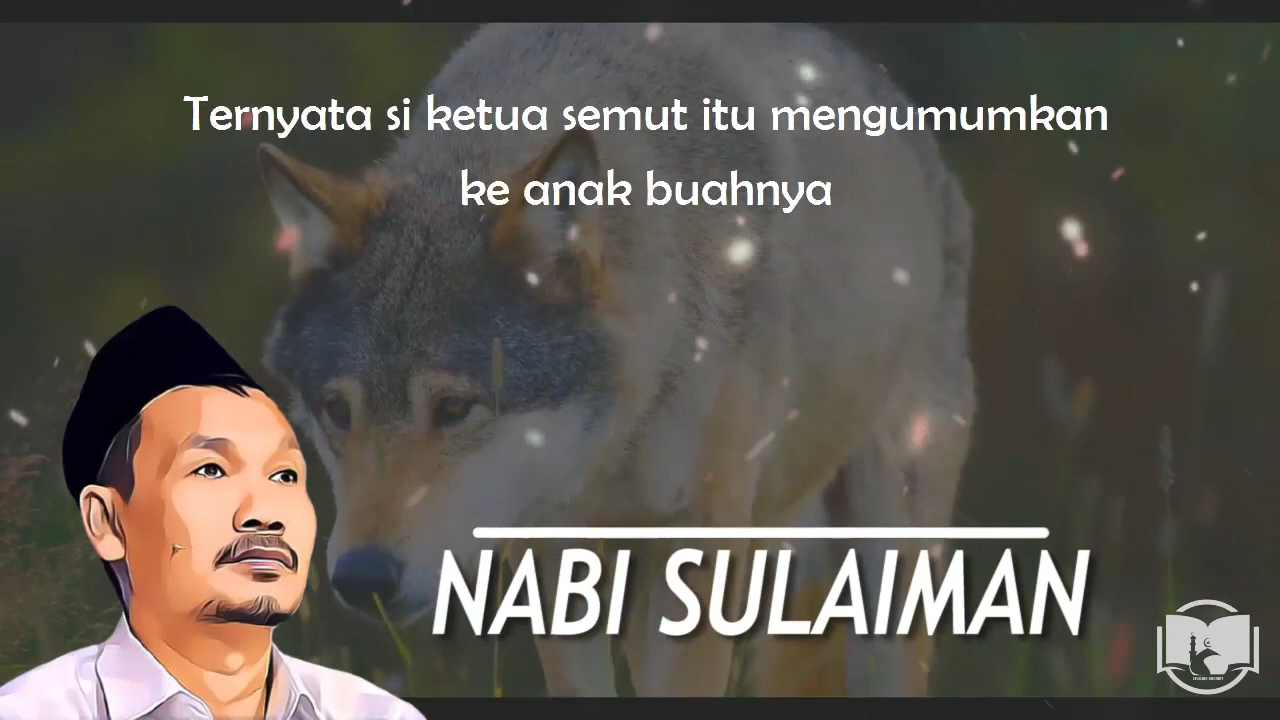 Ternyata si ketua semut itu mengumumkan
ke anak buahnya
NABI SULAIMAN